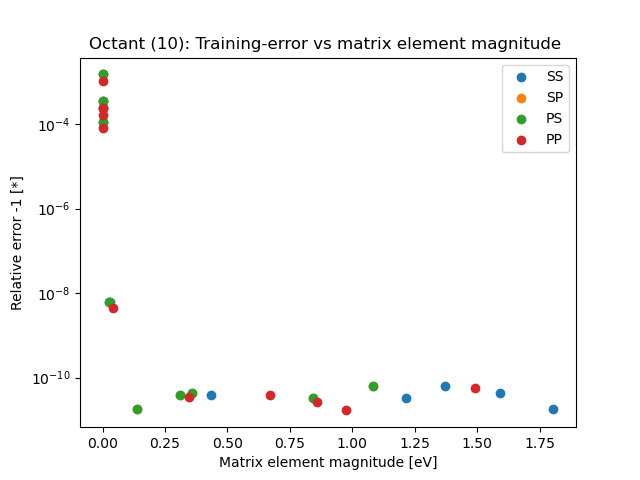 Octant (10): Training-error vs matrix element magnitude
SS
SP
PS
PP
10⁻⁴
10⁻⁶
10⁻⁸
10⁻¹⁰
Relative error -1 [*]
0.00 0.25 0.50 0.75 1.00 1.25 1.50 1.75
Matrix element magnitude [eV]